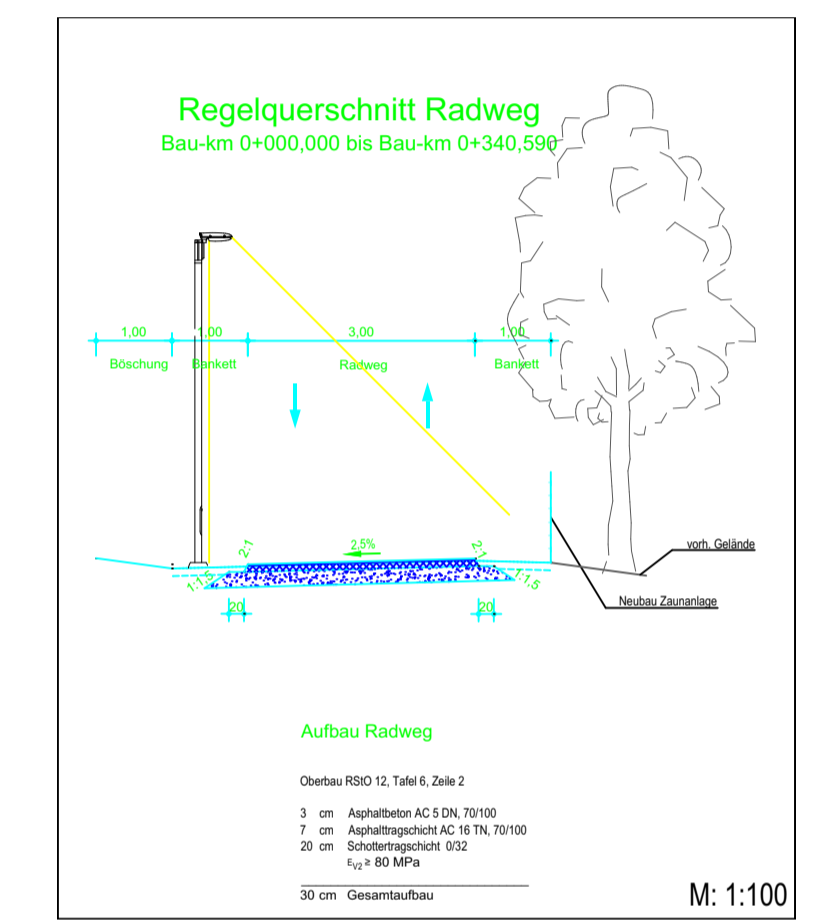 Regelquerschnitt Radweg
Bau-km 0+000,000 bis Bau-km 0+340,590
1,00 1,00 3,00 1,00
Böschung Bankett Radweg Bankett
2:1 2,5% 2:1
vorh. Gelände
1:1,5 1:1,5
20 20
Neubau Zaunanlage
Aufbau Radweg
Oberbau RStO 12, Tafel 6, Zeile 2
3 cm Asphaltbeton AC 5 DN, 70/100
7 cm Asphalttragschicht AC 16 TN, 70/100
20 cm Schottertragschicht 0/32
EV2 ≥ 80 MPa
30 cm Gesamtaufbau
M: 1:100